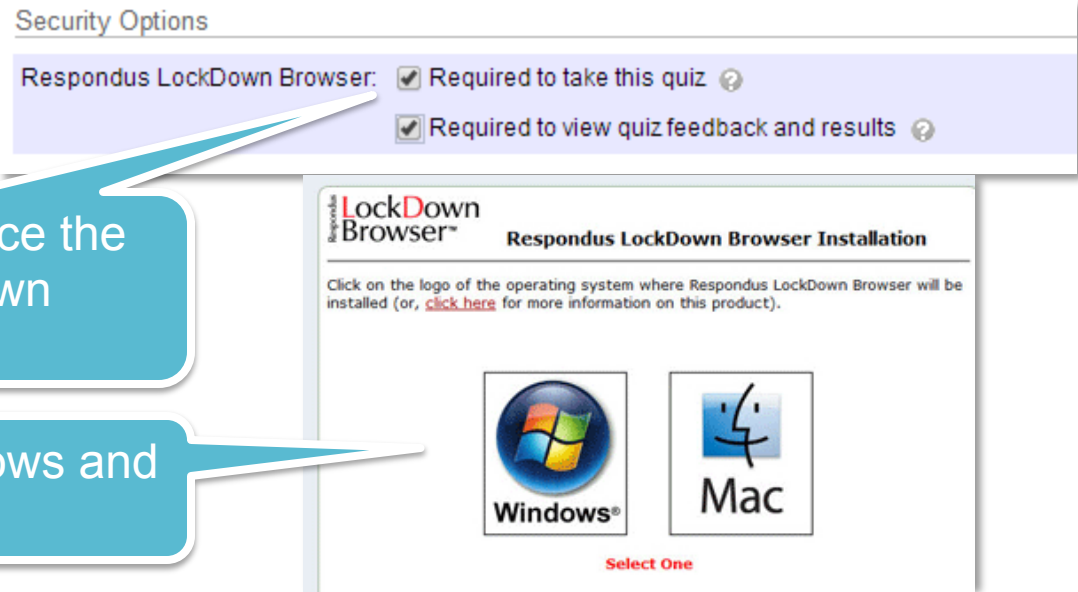 Security Options
Respondus LockDown Browser: Required to take this quiz ?
Required to view quiz feedback and results ?
ce the
wn
ows and
Respondus
LockDown
Browser™
Respondus LockDown Browser Installation
Click on the logo of the operating system where Respondus LockDown Browser will be
installed (or, click here for more information on this product).
Windows®
Mac
Select One